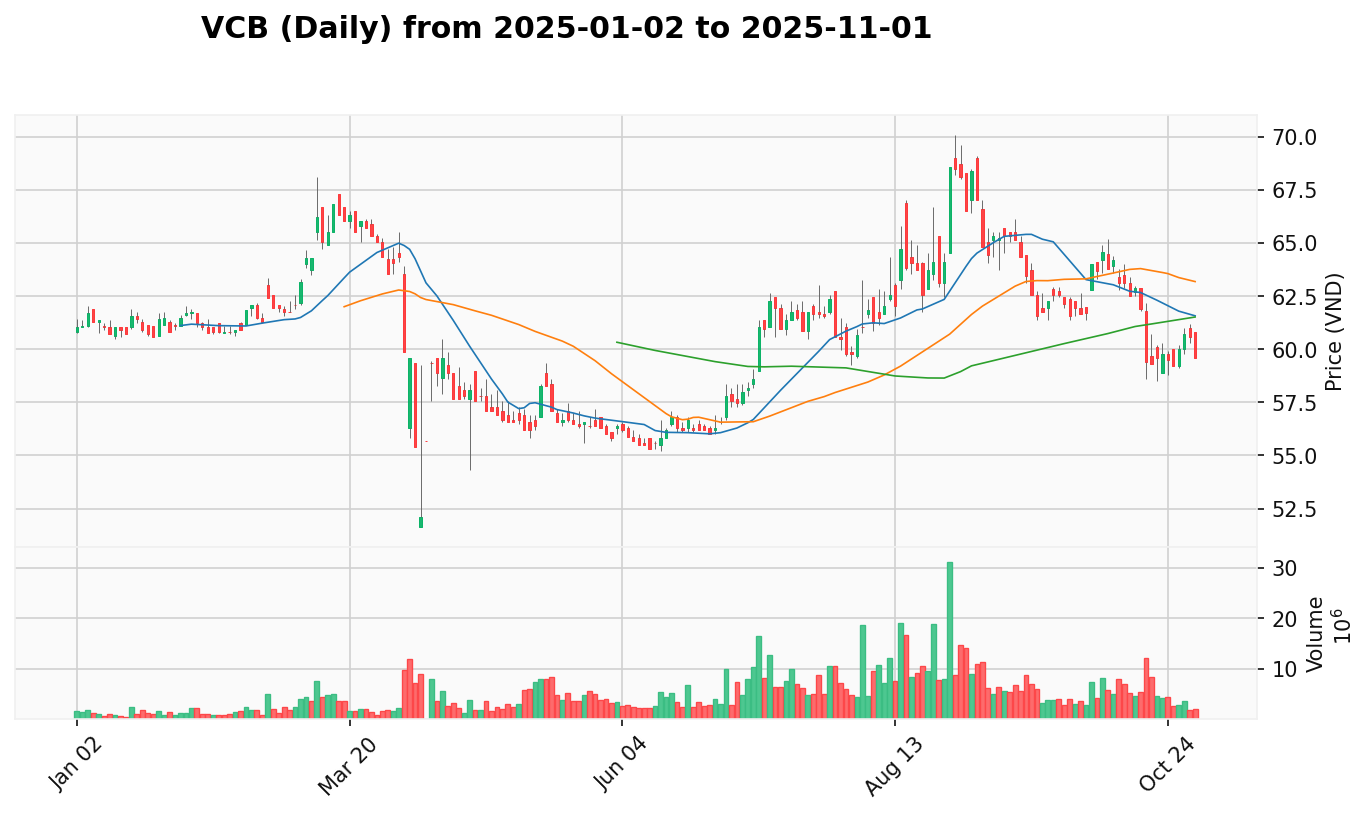 VCB (Daily) from 2025-01-02 to 2025-11-01
70.0
67.5
65.0
62.5
60.0
57.5
55.0
52.5
Price (VND)
30
20
10
Volume
10⁶
Jan 02
Mar 20
Jun 04
Aug 13
Oct 24